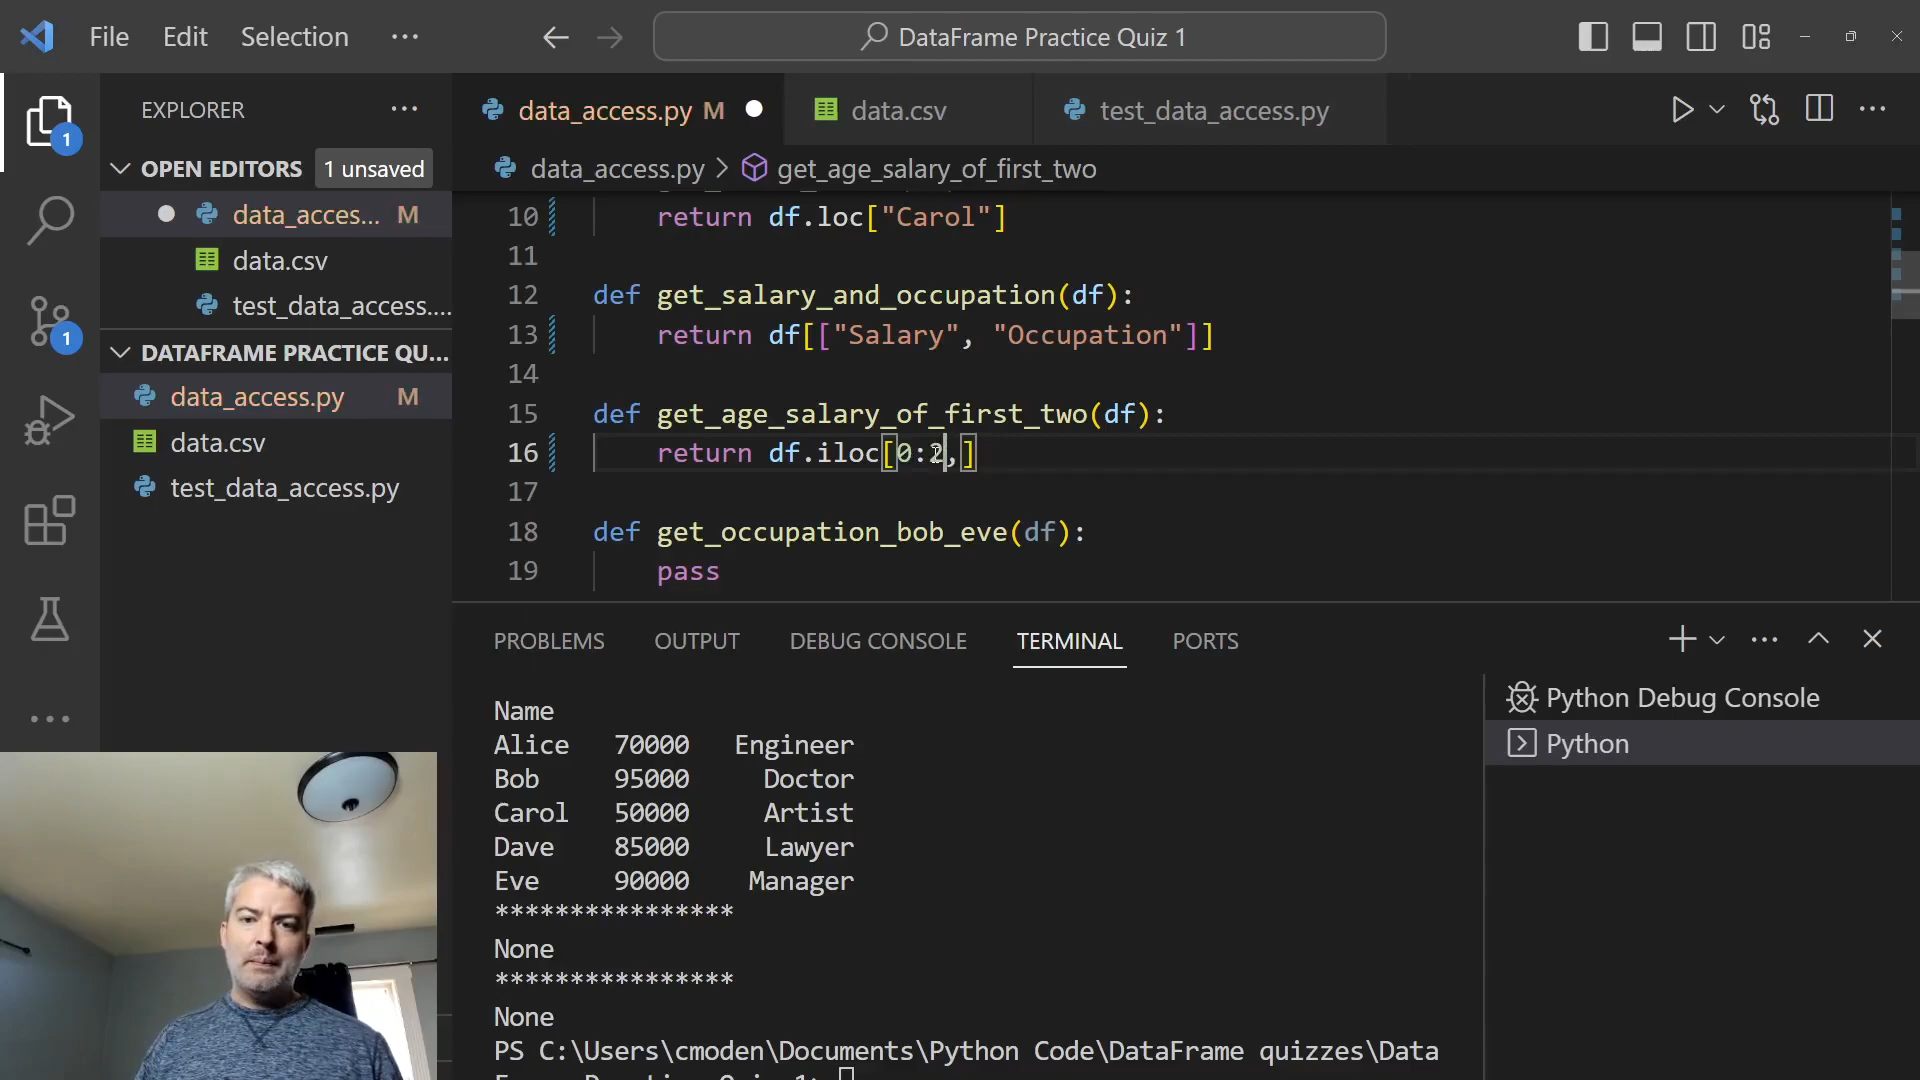 File Edit Selection ··· DataFrame Practice Quiz 1
EXPLORER ···
1
OPEN EDITORS 1 unsaved
data_acces... M
data.csv
test_data_access....
1
DATAFRAME PRACTICE QU...
data_access.py M
data.csv
test_data_access.py
data_access.py M data.csv test_data_access.py
data_access.py > get_age_salary_of_first_two
10 return df.loc["Carol"]
11
12 def get_salary_and_occupation(df):
13 return df[["Salary", "Occupation"]]
14
15 def get_age_salary_of_first_two(df):
16 return df.iloc[0:2,]
17
18 def get_occupation_bob_eve(df):
19 pass
PROBLEMS OUTPUT DEBUG CONSOLE TERMINAL PORTS
Name
Alice 70000 Engineer
Bob 95000 Doctor
Carol 50000 Artist
Dave 85000 Lawyer
Eve 90000 Manager
****************
None
****************
None
PS C:\Users\cmoden\Documents\Python Code\DataFrame quizzes\Data
Python Debug Console
Python